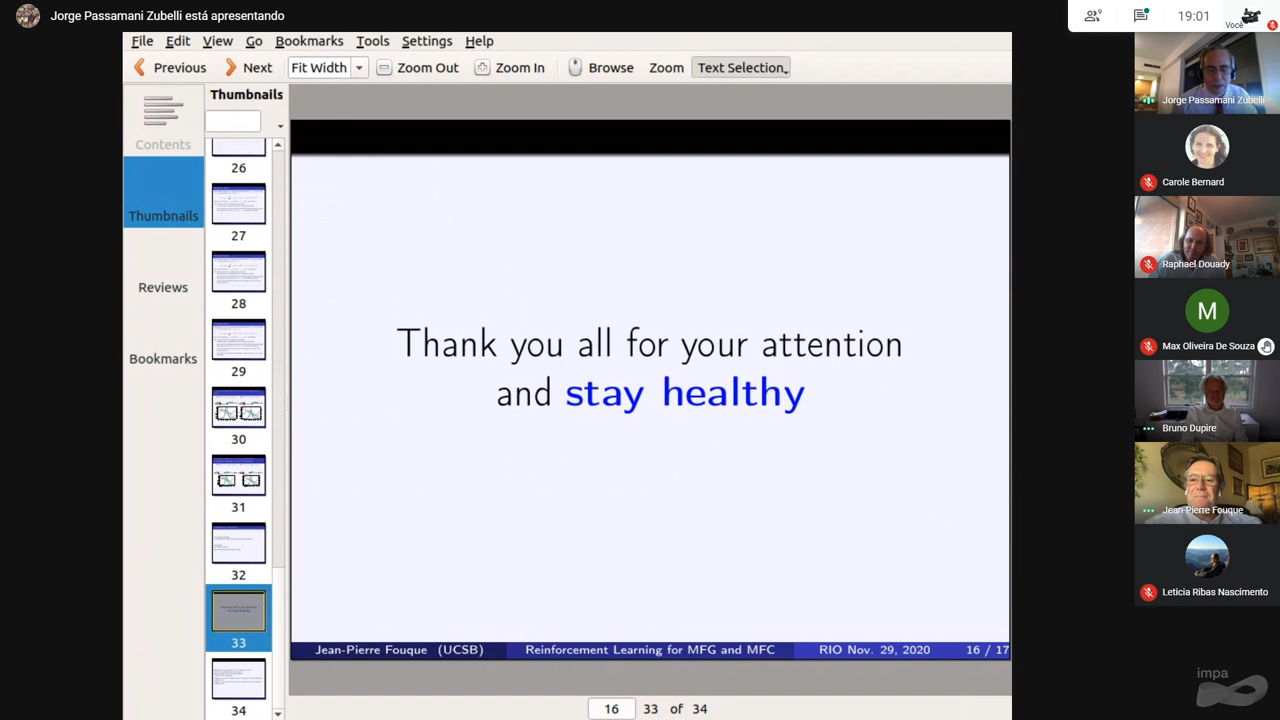 Jorge Passamani Zubelli está apresentando
9
19:01
Você
File Edit View Go Bookmarks Tools Settings Help
Previous Next Fit Width Zoom Out Zoom In Browse Zoom Text Selection
Contents
Thumbnails
Reviews
Bookmarks
Thumbnails
26
27
28
29
30
31
32
33
34
Thank you all for your attention
and stay healthy
Jean-Pierre Fouque (UCSB) Reinforcement Learning for MFG and MFC RIO Nov. 29, 2020 16 / 17
16 33 of 34
Jorge Passamani Zubelli
Carole Bernard
Raphael Douady
M
Max Oliveira De Souza
Bruno Dupire
Jean-Pierre Fouque
Leticia Ribas Nascimento
impa